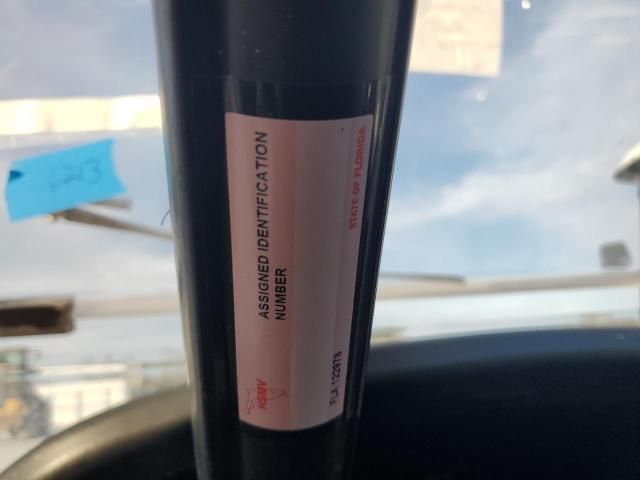 ASSIGNED IDENTIFICATION
NUMBER
STATE OF FLORIDA
HSMV
FLA 122978